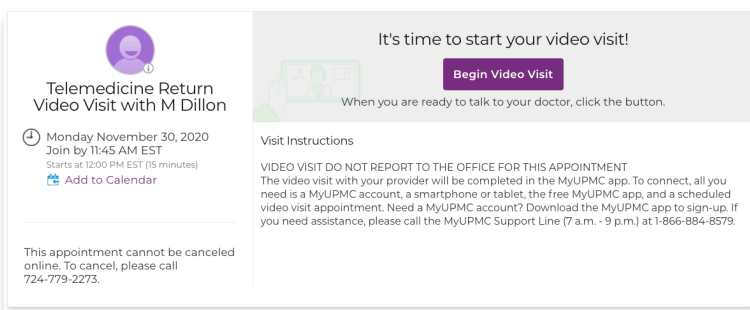 Telemedicine Return
Video Visit with M Dillon
Monday November 30, 2020
Join by 11:45 AM EST
Starts at 12:00 PM EST (15 minutes)
Add to Calendar
This appointment cannot be canceled
online. To cancel, please call
724-779-2273.
It's time to start your video visit!
Begin Video Visit
When you are ready to talk to your doctor, click the button.
Visit Instructions
VIDEO VISIT DO NOT REPORT TO THE OFFICE FOR THIS APPOINTMENT
The video visit with your provider will be completed in the MyUPMC app. To connect, all you
need is a MyUPMC account, a smartphone or tablet, the free MyUPMC app, and a scheduled
video visit appointment. Need a MyUPMC account? Download the MyUPMC app to sign-up. If
you need assistance, please call the MyUPMC Support Line (7 a.m. - 9 p.m.) at 1-866-884-8579.